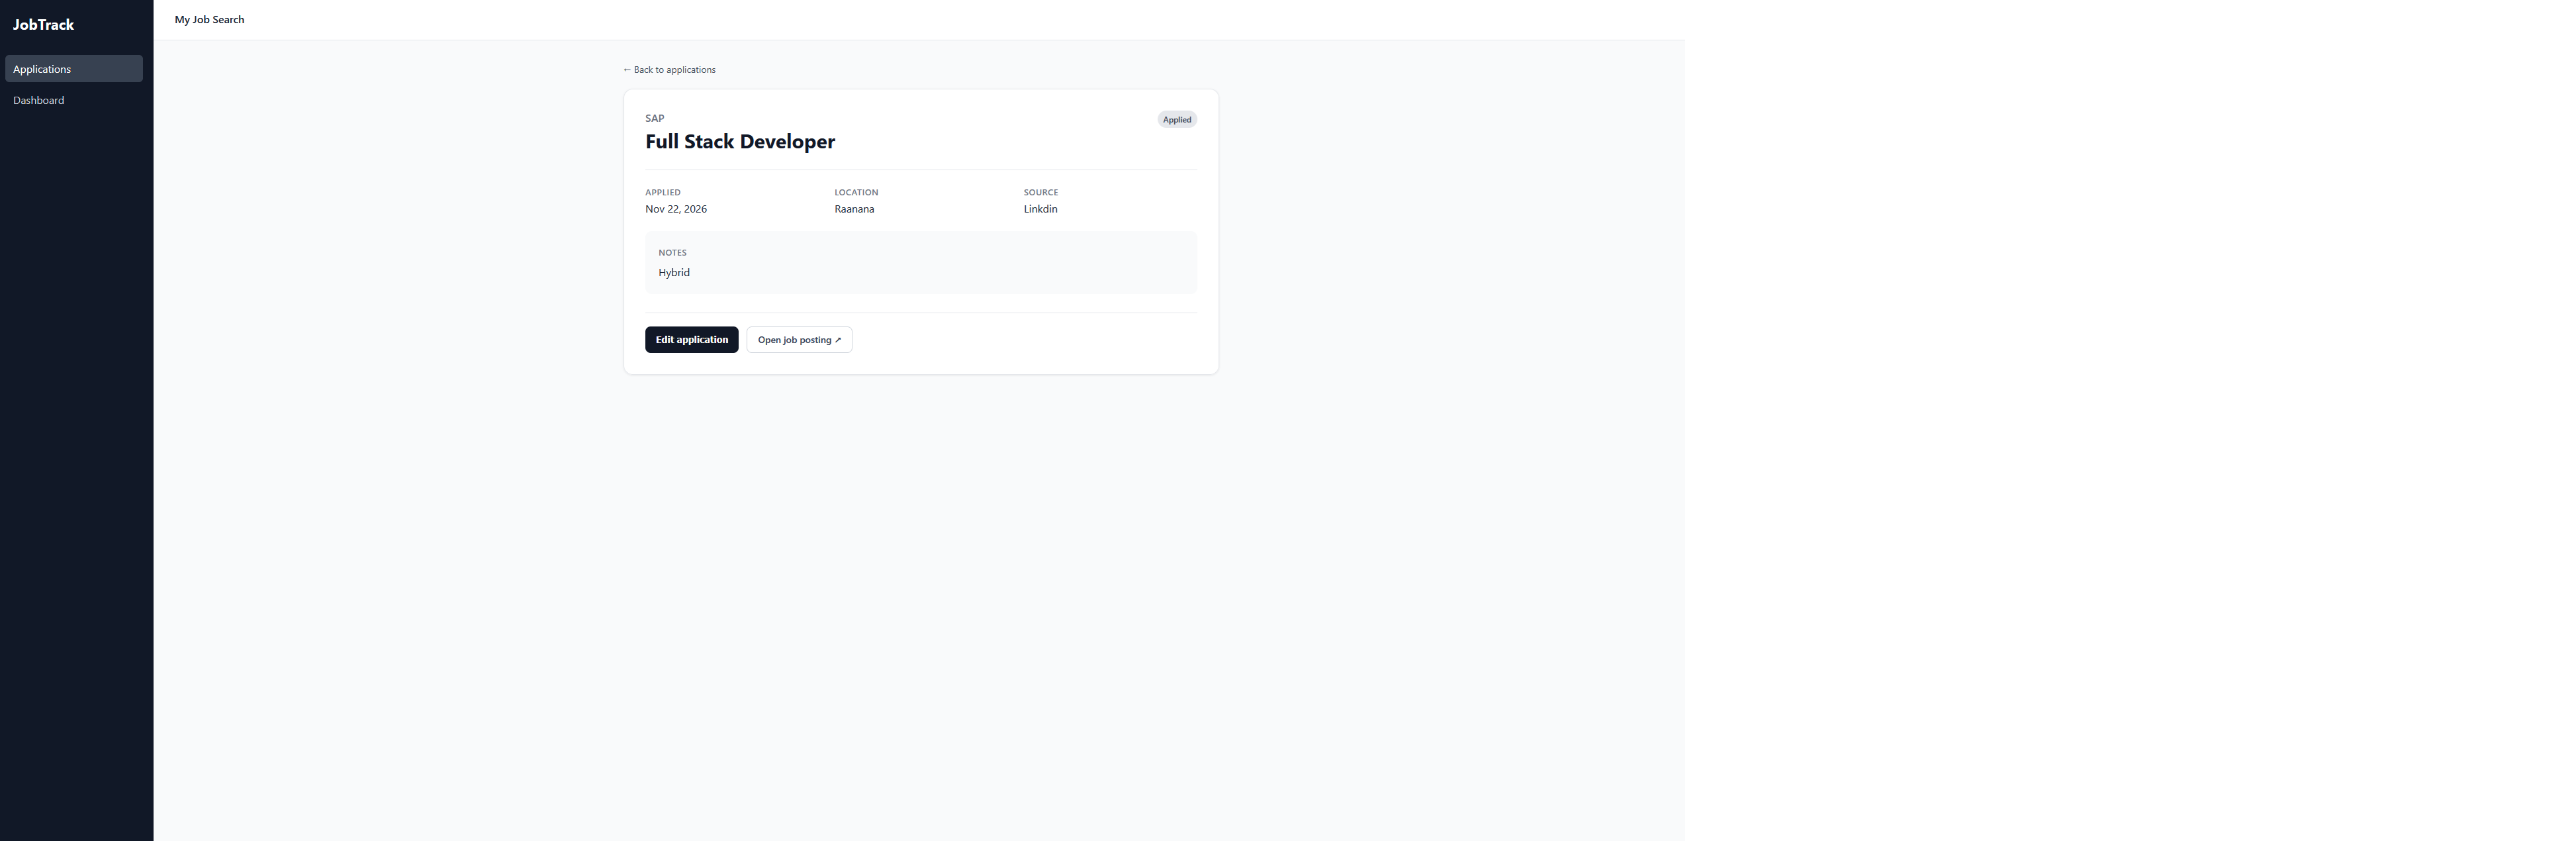 JobTrack
Applications
Dashboard
My Job Search
← Back to applications
SAP
Applied
Full Stack Developer
APPLIED LOCATION SOURCE
Nov 22, 2026 Raanana Linkdin
NOTES
Hybrid
Edit application Open job posting ↗